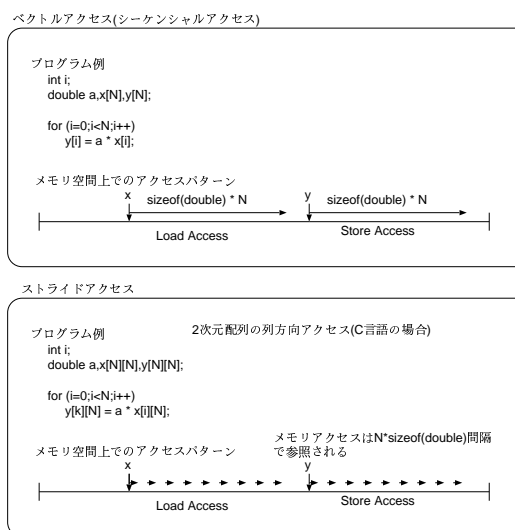 ベクトルアクセス(シーケンシャルアクセス)
プログラム例
int i;
double a,x[N],y[N];
for (i=0;i<N;i++)
y[i] = a * x[i];
メモリ空間上でのアクセスパターン
x
sizeof(double) * N
y
sizeof(double) * N
Load Access
Store Access
ストライドアクセス
プログラム例
2次元配列の列方向アクセス(C言語の場合)
int i;
double a,x[N][N],y[N][N];
for (i=0;i<N;i++)
y[k][N] = a * x[i][N];
メモリ空間上でのアクセスパターン
メモリアクセスはN*sizeof(double)間隔
で参照される
x
y
Load Access
Store Access